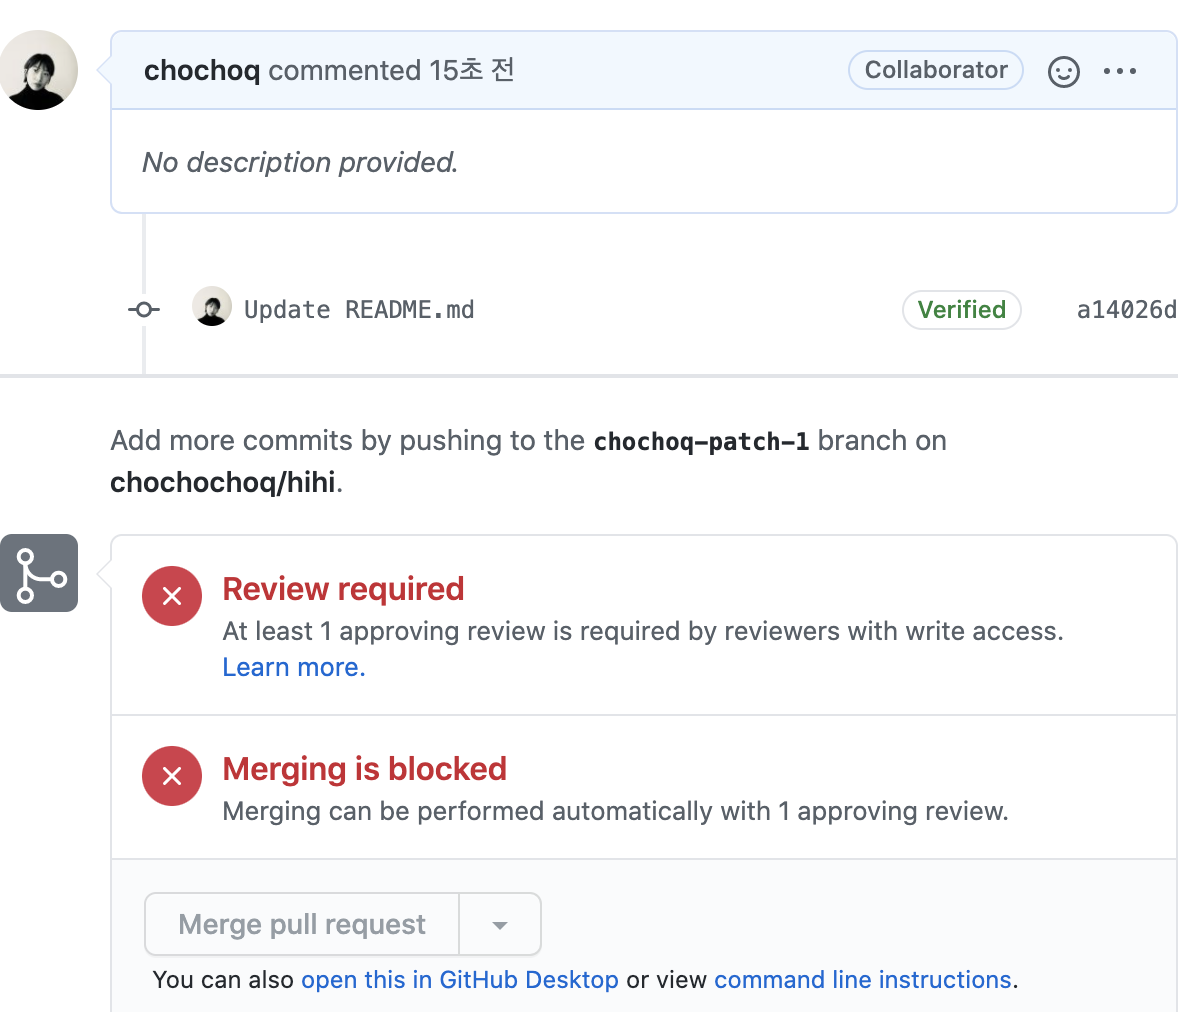 chochoq commented 15초 전 Collaborator
No description provided.
Update README.md Verified a14026d
Add more commits by pushing to the chochoq-patch-1 branch on
chochochoq/hihi.
Review required
At least 1 approving review is required by reviewers with write access.
Learn more.
Merging is blocked
Merging can be performed automatically with 1 approving review.
Merge pull request
You can also open this in GitHub Desktop or view command line instructions.